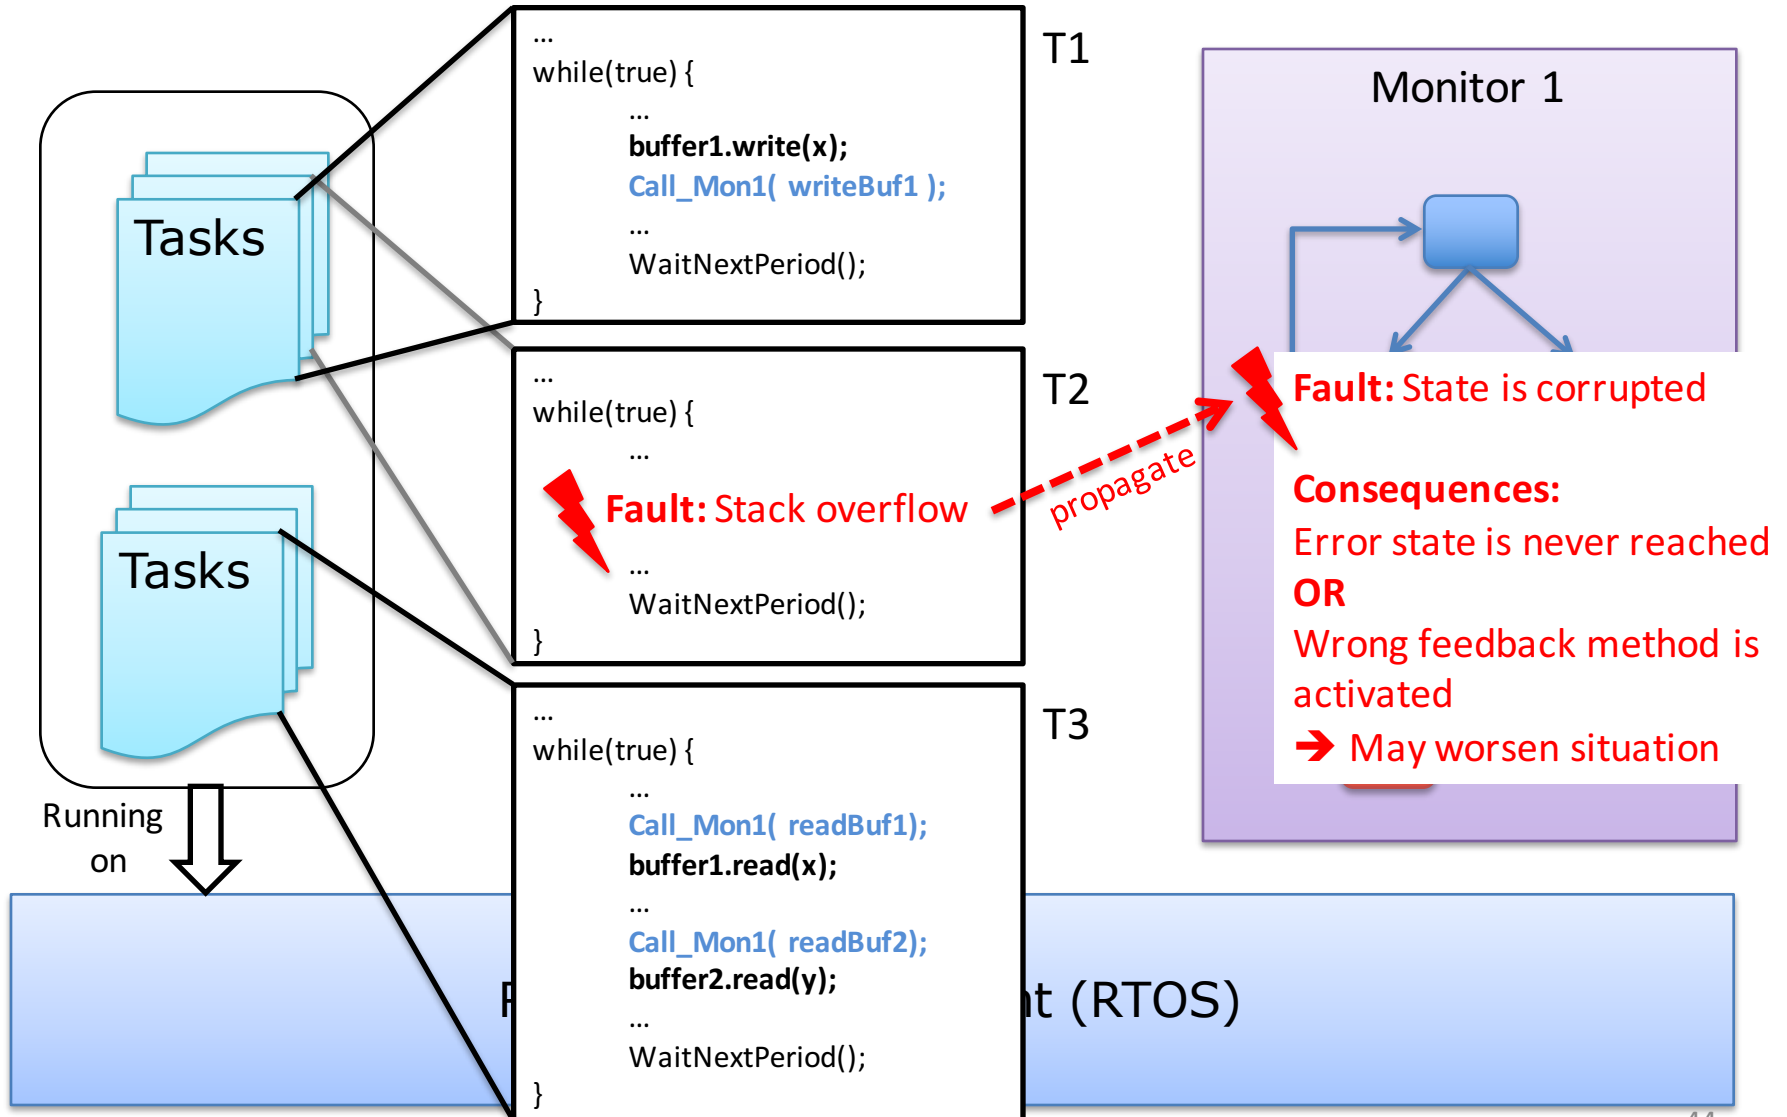 Tasks
Tasks
Running
on
...
while(true) {
...
buffer1.write(x);
Call_Mon1( writeBuf1 );
...
WaitNextPeriod();
}
T1
...
while(true) {
...
Fault: Stack overflow
...
WaitNextPeriod();
}
T2
propagate
...
while(true) {
...
Call_Mon1( readBuf1);
buffer1.read(x);
...
Call_Mon1( readBuf2);
buffer2.read(y);
...
WaitNextPeriod();
}
T3
Monitor 1
Fault: State is corrupted
Consequences:
Error state is never reached
OR
Wrong feedback method is
activated
➔ May worsen situation
(RTOS)